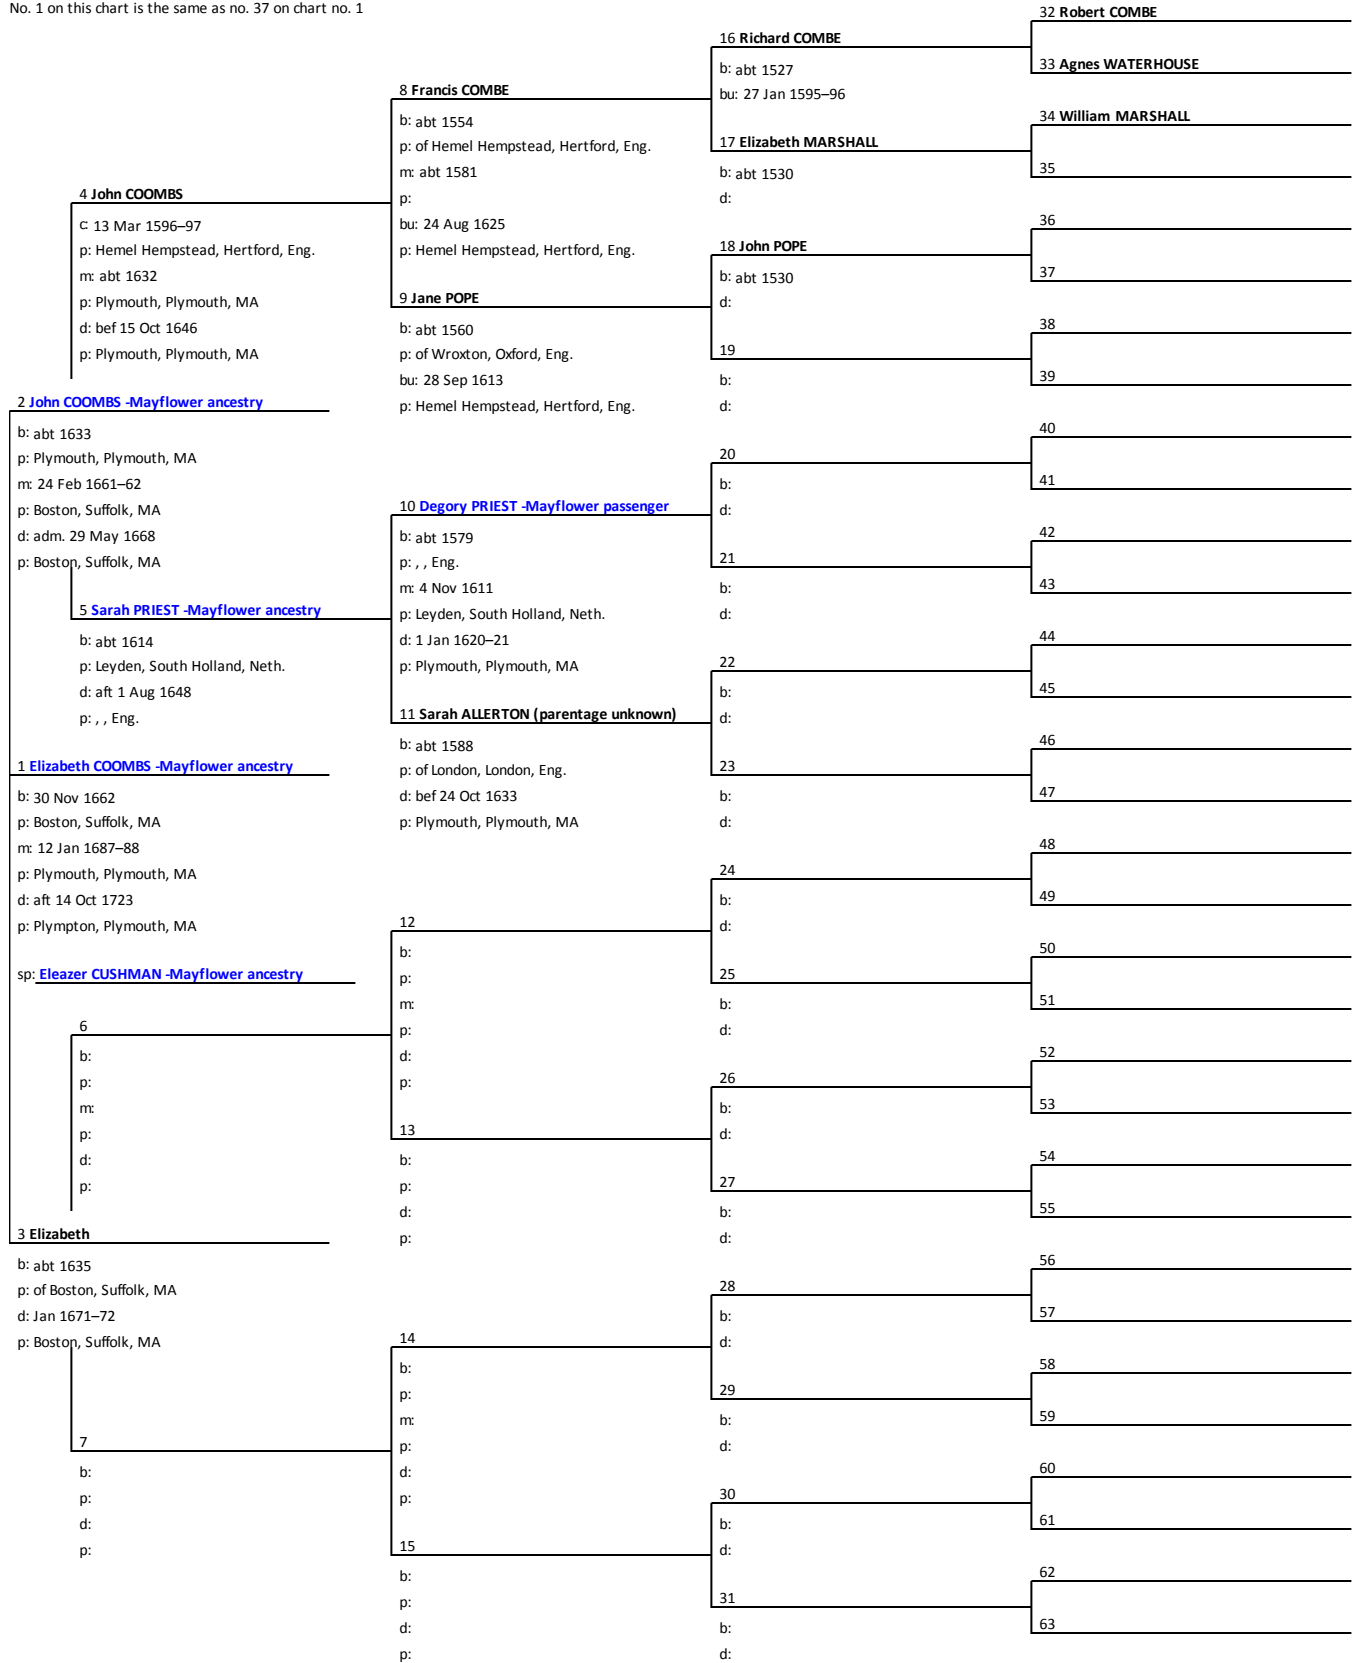 No. 1 on this chart is the same as no. 37 on chart no. 1
2 John COOMBS -Mayflower ancestry
b: abt 1633
p: Plymouth, Plymouth, MA
m: 24 Feb 1661–62
p: Boston, Suffolk, MA
d: adm. 29 May 1668
p: Boston, Suffolk, MA
1 Elizabeth COOMBS -Mayflower ancestry
b: 30 Nov 1662
p: Boston, Suffolk, MA
m: 12 Jan 1687–88
p: Plymouth, Plymouth, MA
d: aft 14 Oct 1723
p: Plympton, Plymouth, MA
sp: Eleazer CUSHMAN -Mayflower ancestry
3 Elizabeth
b: abt 1635
p: of Boston, Suffolk, MA
d: Jan 1671–72
p: Boston, Suffolk, MA
4 John COOMBS
c: 13 Mar 1596–97
p: Hemel Hempstead, Hertford, Eng.
m: abt 1632
p: Plymouth, Plymouth, MA
d: bef 15 Oct 1646
p: Plymouth, Plymouth, MA
5 Sarah PRIEST -Mayflower ancestry
b: abt 1614
p: Leyden, South Holland, Neth.
d: aft 1 Aug 1648
p: , , Eng.
6
b:
p:
m:
p:
d:
p:
7
b:
p:
d:
p:
8 Francis COMBE
b: abt 1554
p: of Hemel Hempstead, Hertford, Eng.
m: abt 1581
p:
bu: 24 Aug 1625
p: Hemel Hempstead, Hertford, Eng.
9 Jane POPE
b: abt 1560
p: of Wroxton, Oxford, Eng.
bu: 28 Sep 1613
p: Hemel Hempstead, Hertford, Eng.
10 Degory PRIEST -Mayflower passenger
b: abt 1579
p: , , Eng.
m: 4 Nov 1611
p: Leyden, South Holland, Neth.
d: 1 Jan 1620–21
p: Plymouth, Plymouth, MA
11 Sarah ALLERTON (parentage unknown)
b: abt 1588
p: of London, London, Eng.
d: bef 24 Oct 1633
p: Plymouth, Plymouth, MA
12
b:
p:
m:
p:
d:
p:
13
b:
p:
d:
p:
14
b:
p:
m:
p:
d:
p:
15
b:
p:
d:
p:
16 Richard COMBE
b: abt 1527
bu: 27 Jan 1595–96
17 Elizabeth MARSHALL
b: abt 1530
d:
18 John POPE
b: abt 1530
d:
19
b:
d:
20
b:
d:
21
b:
d:
22
b:
d:
23
b:
d:
24
b:
d:
25
b:
d:
26
b:
d:
27
b:
d:
28
b:
d:
29
b:
d:
30
b:
d:
31
b:
d:
32 Robert COMBE
33 Agnes WATERHOUSE
34 William MARSHALL
35
36
37
38
39
40
41
42
43
44
45
46
47
48
49
50
51
52
53
54
55
56
57
58
59
60
61
62
63